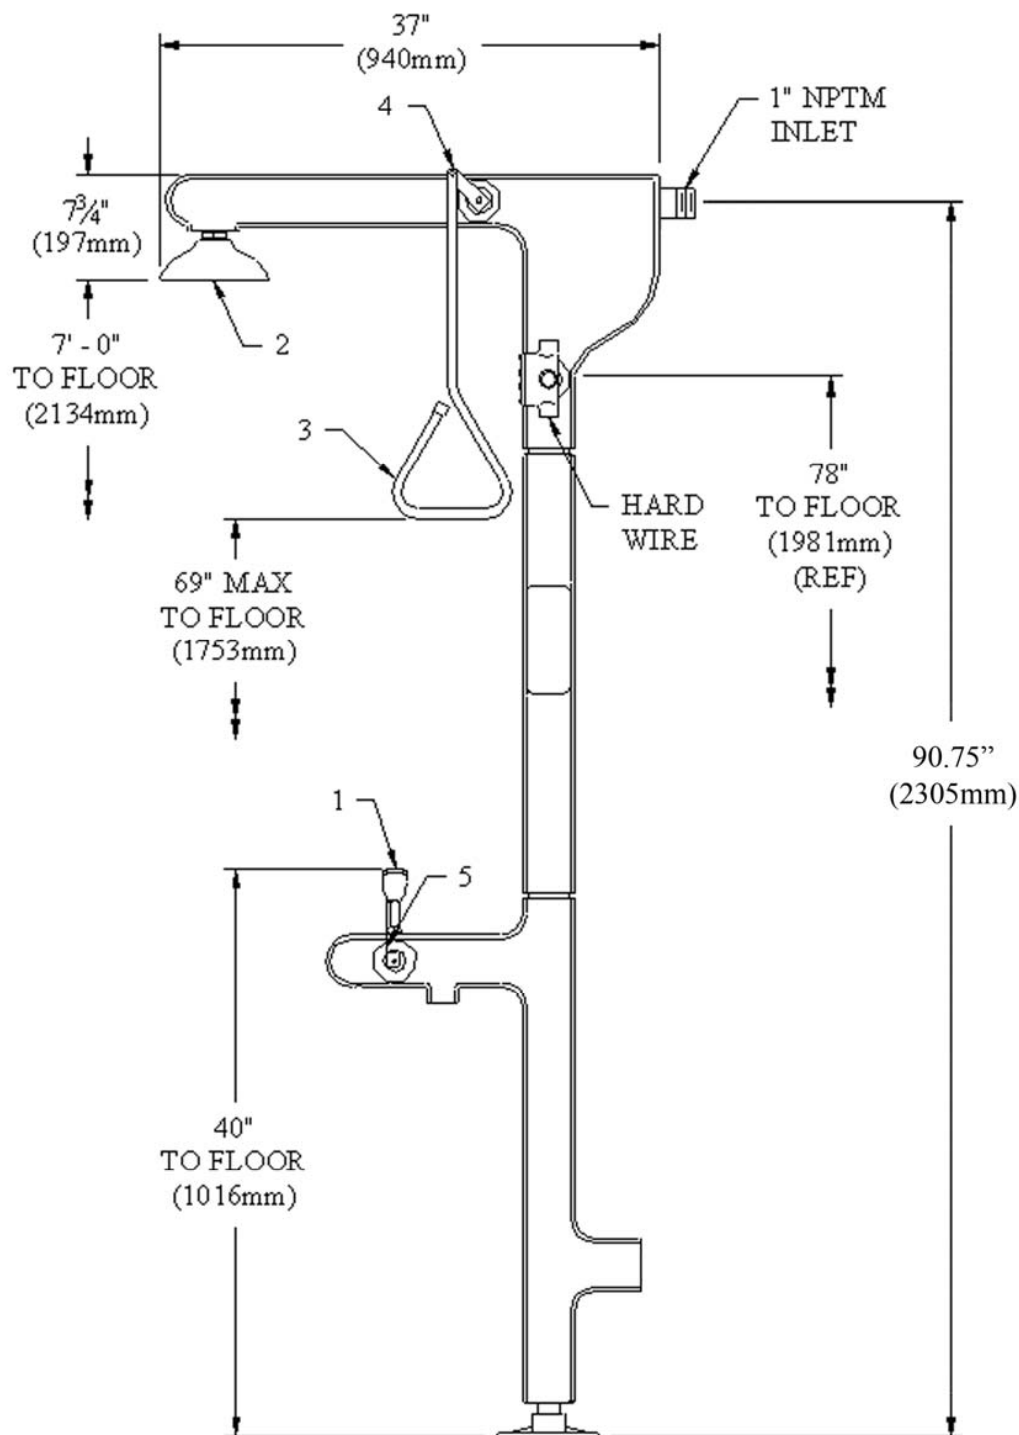 37"
(940mm)
4
1" NPTM
INLET
7¾"
(197mm)
2
7' - 0"
TO FLOOR
(2134mm)
3
HARD
WIRE
78"
TO FLOOR
(1981mm)
(REF)
69" MAX
TO FLOOR
(1753mm)
90.75”
(2305mm)
1
5
40"
TO FLOOR
(1016mm)